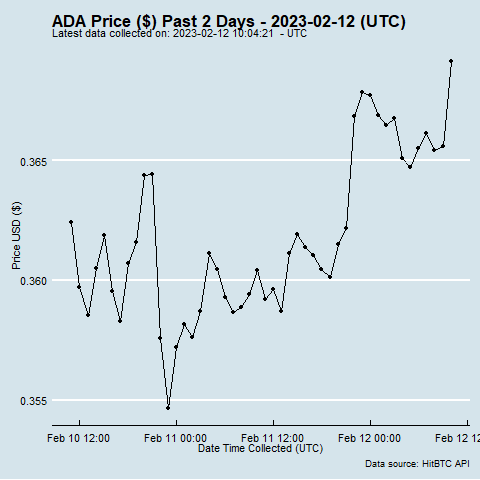 ADA Price ($) Past 2 Days - 2023-02-12 (UTC)
Latest data collected on: 2023-02-12 10:04:21 - UTC
Price USD ($)
0.365
0.360
0.355
Feb 10 12:00 Feb 11 00:00 Feb 11 12:00 Feb 12 00:00 Feb 12 12
Date Time Collected (UTC)
Data source: HitBTC API